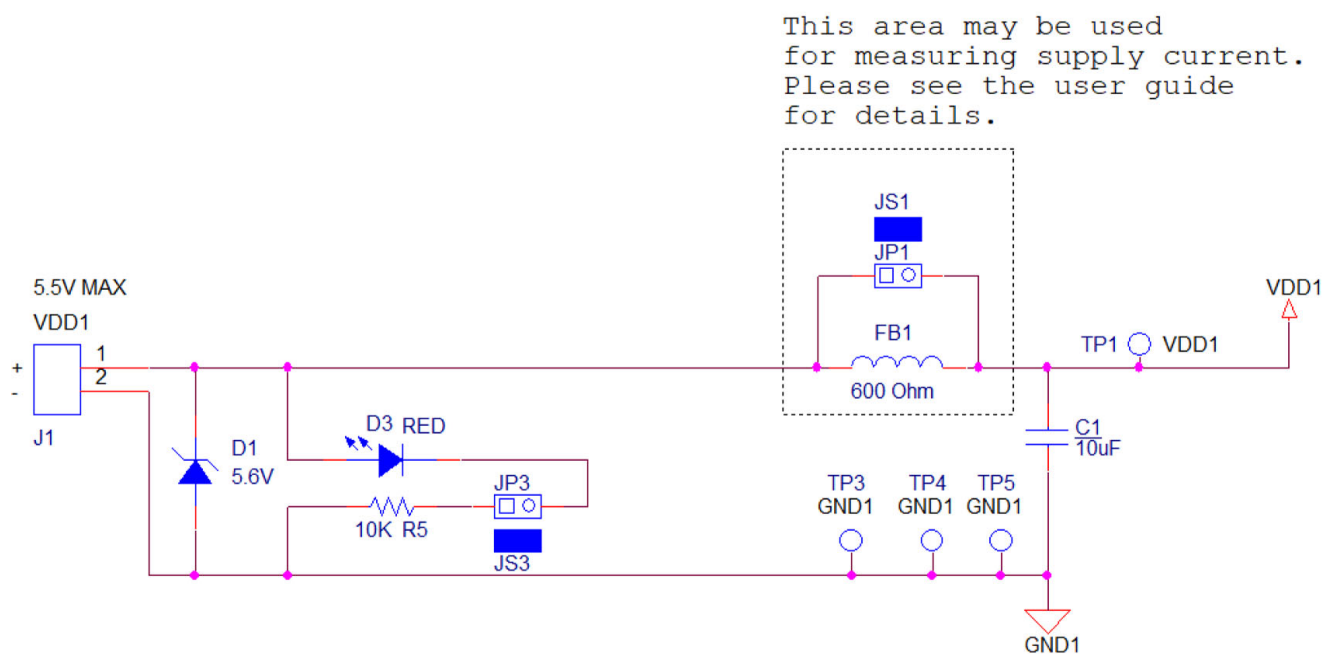 This area may be used
for measuring supply current.
Please see the user guide
for details.
JS1
JP1
5.5V MAX
VDD1
+
1
2
-
J1
FB1
600 Ohm
TP1
VDD1
VDD1
D3 RED
D1
5.6V
C1
10uF
JP3
10K R5
JS3
TP3
GND1
TP4
GND1
TP5
GND1
GND1